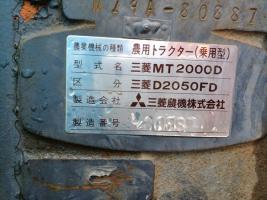 農業機械の種類 農用トラクター(乗用型)
型式名 三菱MT2000D
区分 三菱D2050FD
製造会社 三菱農機株式会社
製造番号